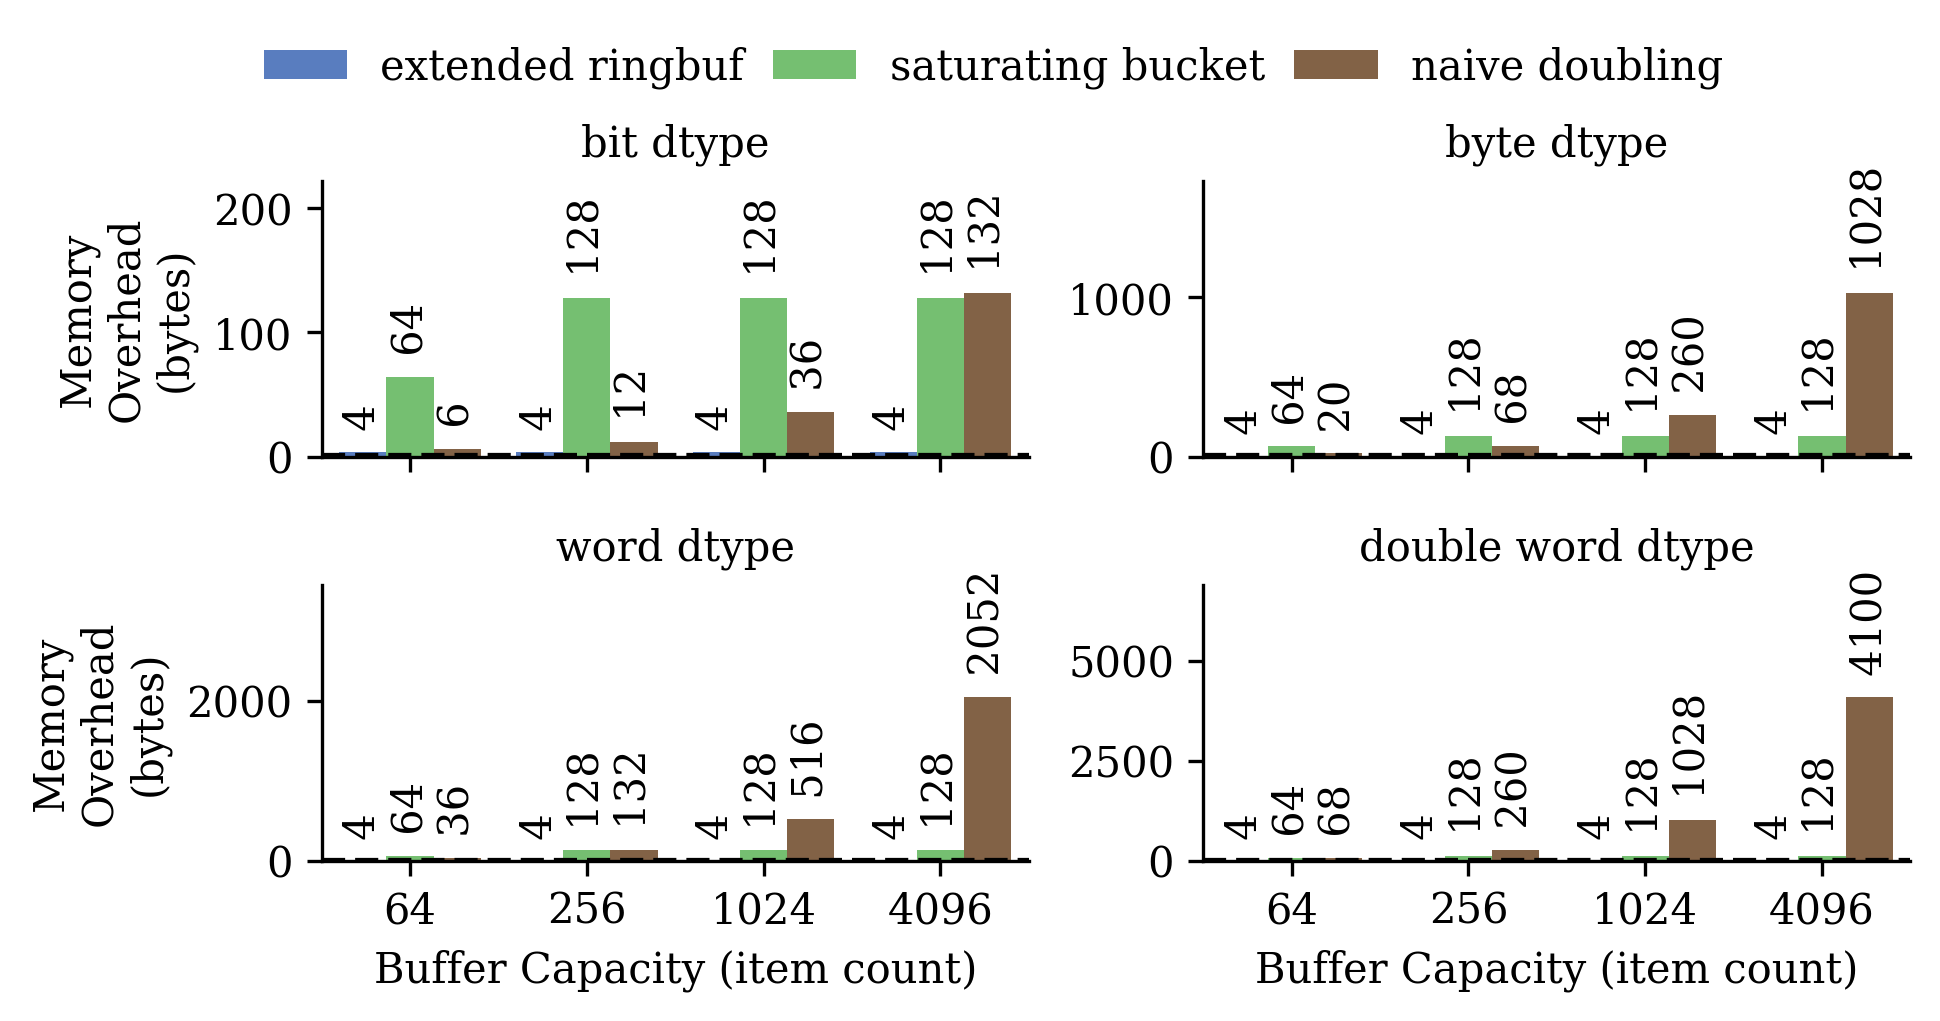 extended ringbuf saturating bucket naive doubling
bit dtype
byte dtype
Memory
Overhead
(bytes)
200
100
0
4 64 6 4 128 12 4 128 36 4 128 132
1000
0
4 64 20 4 128 68 4 128 260 4 128 1028
word dtype
double word dtype
Memory
Overhead
(bytes)
2000
0
4 64 36 4 128 132 4 128 516 4 128 2052
64 256 1024 4096
Buffer Capacity (item count)
5000
2500
0
4 64 68 4 128 260 4 128 1028 4 128 4100
64 256 1024 4096
Buffer Capacity (item count)